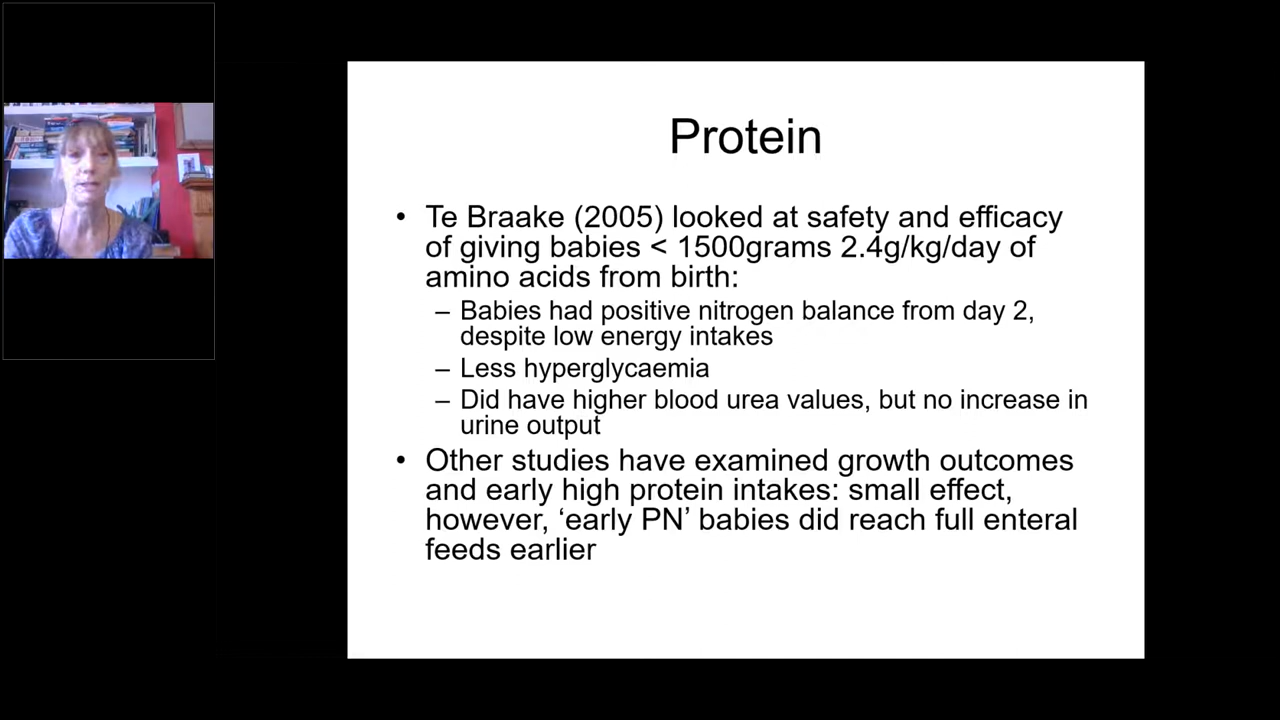 Protein
• Te Braake (2005) looked at safety and efficacy
of giving babies < 1500grams 2.4g/kg/day of
amino acids from birth:
– Babies had positive nitrogen balance from day 2,
despite low energy intakes
– Less hyperglycaemia
– Did have higher blood urea values, but no increase in
urine output
• Other studies have examined growth outcomes
and early high protein intakes: small effect,
however, ‘early PN’ babies did reach full enteral
feeds earlier